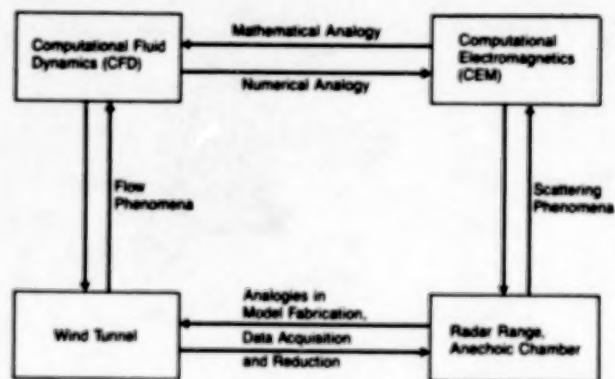 Computational Fluid
Dynamics (CFD)
Mathematical Analogy
Numerical Analogy
Computational
Electromagnetics
(CEM)
Flow
Phenomena
Scattering
Phenomena
Wind Tunnel
Analogies in
Model Fabrication,
Data Acquisition
and Reduction
Radar Range,
Anechoic Chamber